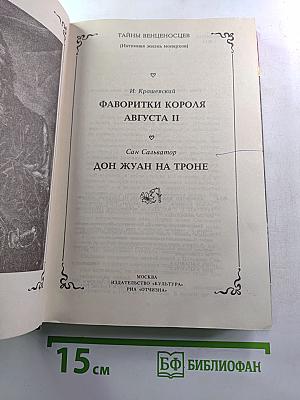 ТАЙНЫ ВЕНЦЕНОСЦЕВ
(Интимная жизнь монархов)
И. Крашевский
ФАВОРИТКИ КОРОЛЯ
АВГУСТА II
Сан Сальватор
ДОН ЖУАН НА ТРОНЕ
МОСКВА
ИЗДАТЕЛЬСТВО «КУЛЬТУРА»
РИА «ОТЧИЗНА»
15 см
БФ БИБЛИОФАН